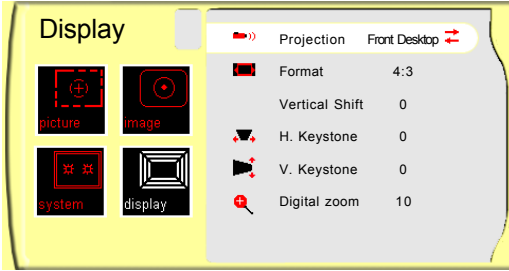 Display
picture
image
system
display
Projection Front Desktop
Format 4:3
Vertical Shift 0
H. Keystone 0
V. Keystone 0
Digital zoom 10